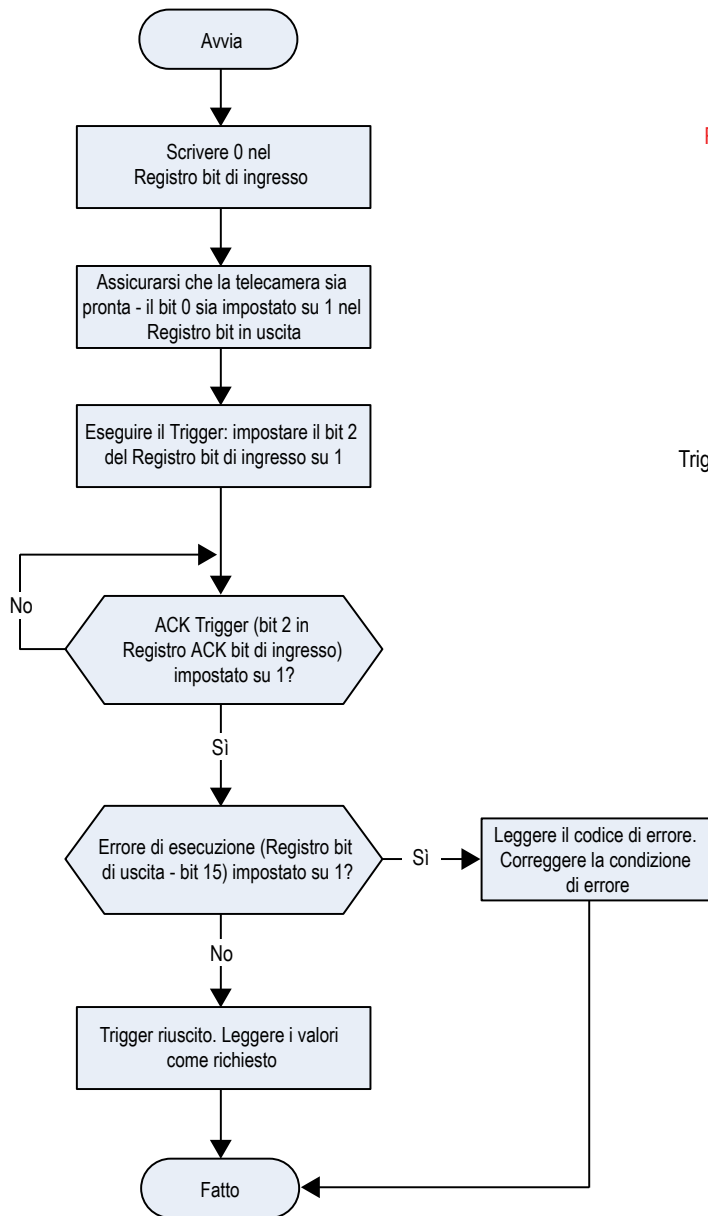 Avvia
Scrivere 0 nel
Registro bit di ingresso
Assicurarsi che la telecamera sia
pronta - il bit 0 sia impostato su 1 nel
Registro bit in uscita
Eseguire il Trigger: impostare il bit 2
del Registro bit di ingresso su 1
Trig
No
ACK Trigger (bit 2 in
Registro ACK bit di ingresso)
impostato su 1?
Sì
Errore di esecuzione (Registro bit
di uscita - bit 15) impostato su 1?
Sì
Leggere il codice di errore.
Correggere la condizione
di errore
No
Trigger riuscito. Leggere i valori
come richiesto
Fatto